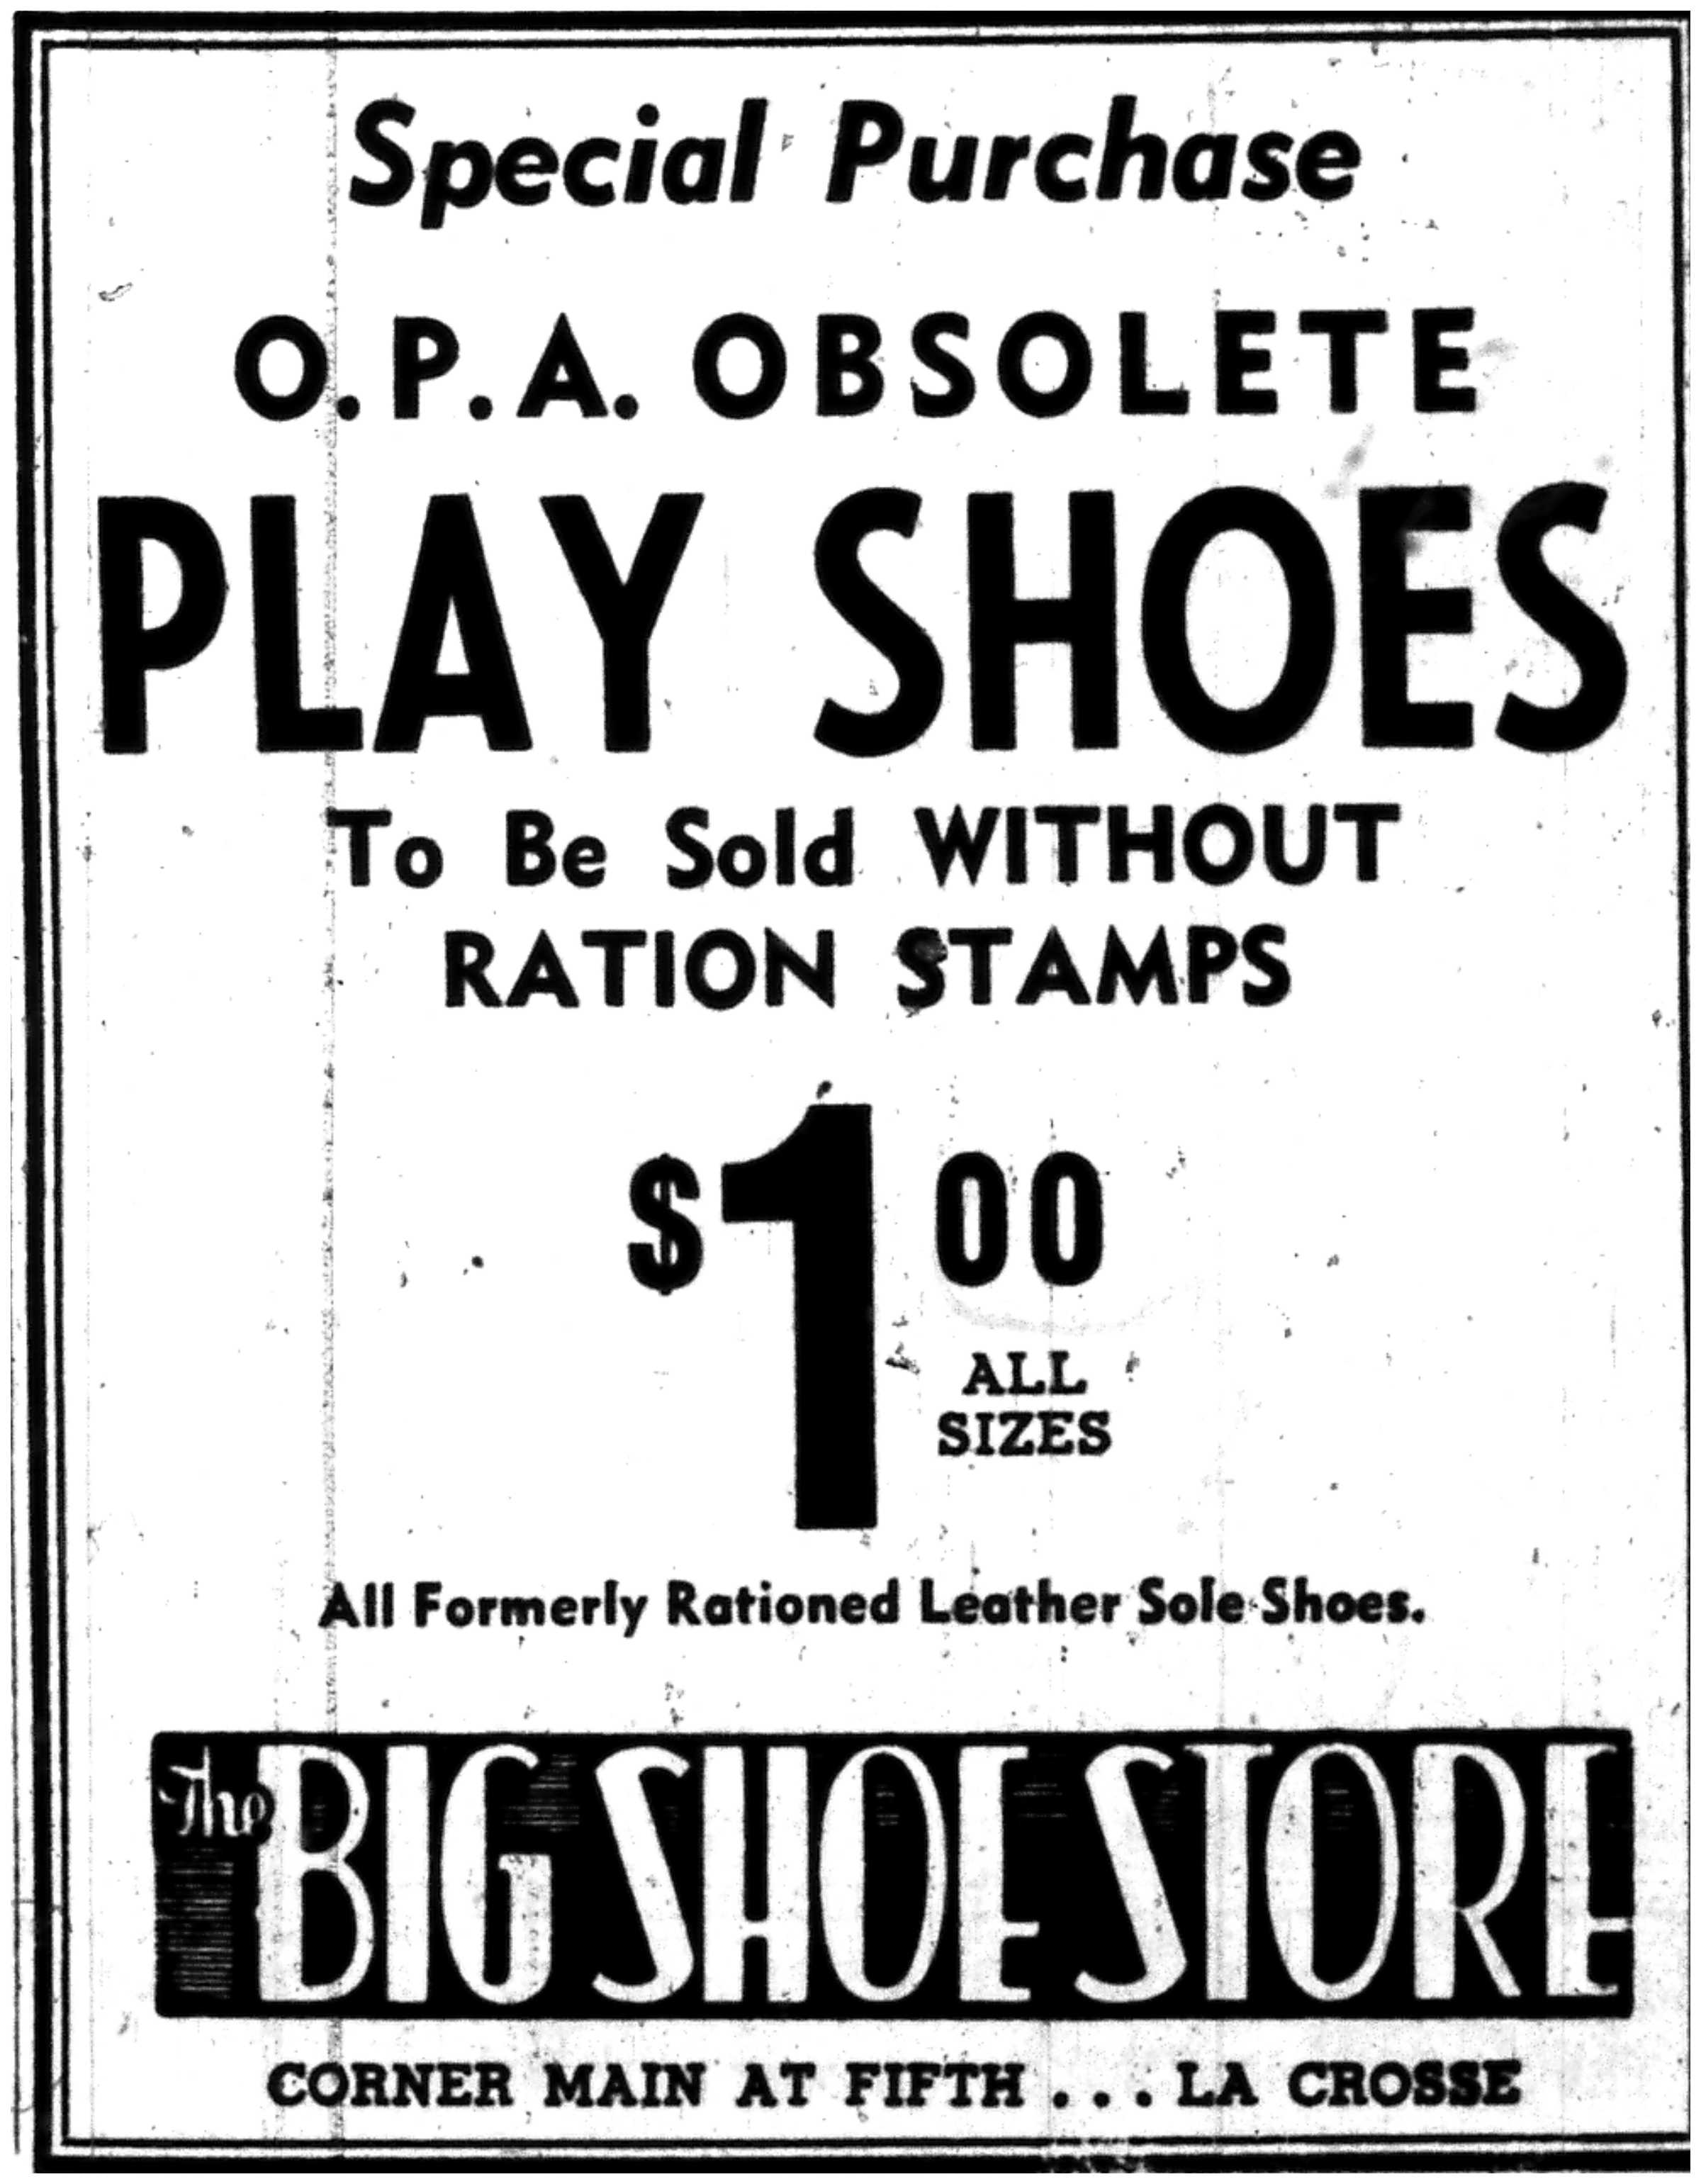 Special Purchase
O.P.A. OBSOLETE
PLAY SHOES
To Be Sold WITHOUT
RATION STAMPS
$1.00
ALL
SIZES
All Formerly Rationed Leather Sole Shoes.
The BIG SHOE STORE
CORNER MAIN AT FIFTH . . . LA CROSSE